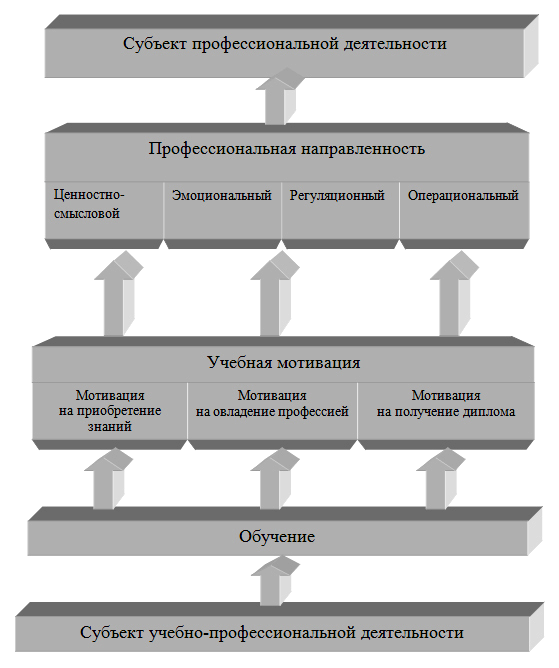 Субъект профессиональной деятельности
Профессиональная направленность
Ценностно-
смысловой
Эмоциональный
Регуляционный
Операциональный
Учебная мотивация
Мотивация
на приобретение
знаний
Мотивация
на овладение профессией
Мотивация
на получение диплома
Обучение
Субъект учебно-профессиональной деятельности